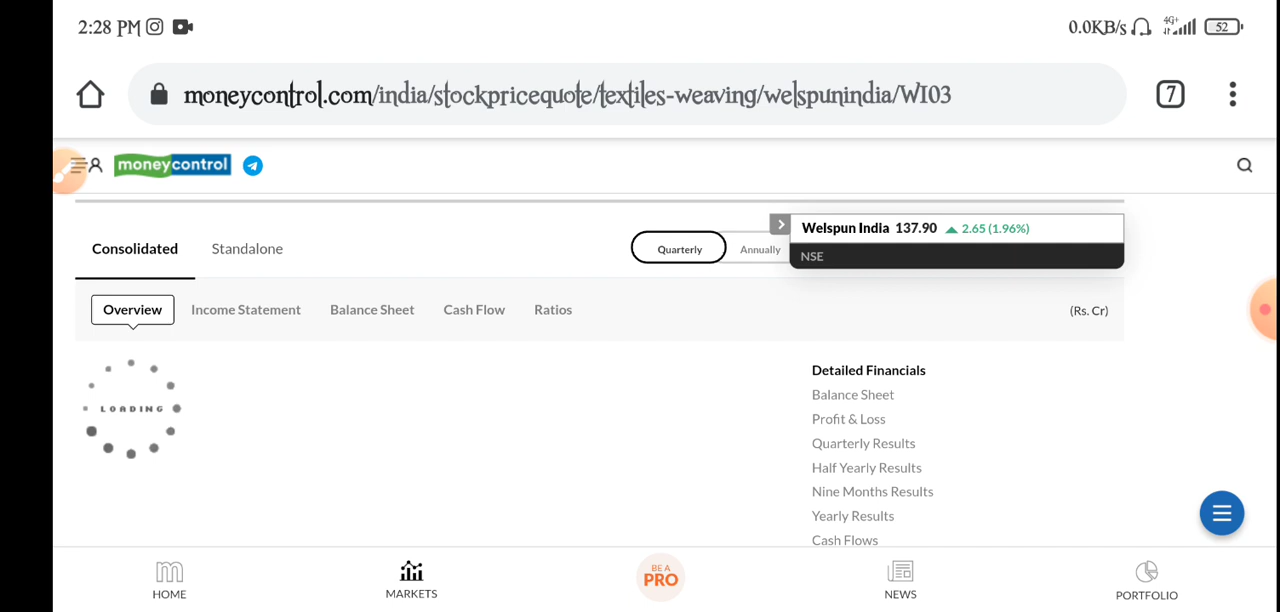 2:28 PM 0.0KB/s 4G+ 52
moneycontrol.com/india/stockpricequote/textiles-weaving/welspunindia/WI03 7
moneycontrol
Welspun India 137.90 2.65 (1.96%)
NSE
Consolidated Standalone Quarterly Annually
Overview Income Statement Balance Sheet Cash Flow Ratios (Rs. Cr)
LOADING
Detailed Financials
Balance Sheet
Profit & Loss
Quarterly Results
Half Yearly Results
Nine Months Results
Yearly Results
Cash Flows
HOME MARKETS BE A PRO NEWS PORTFOLIO